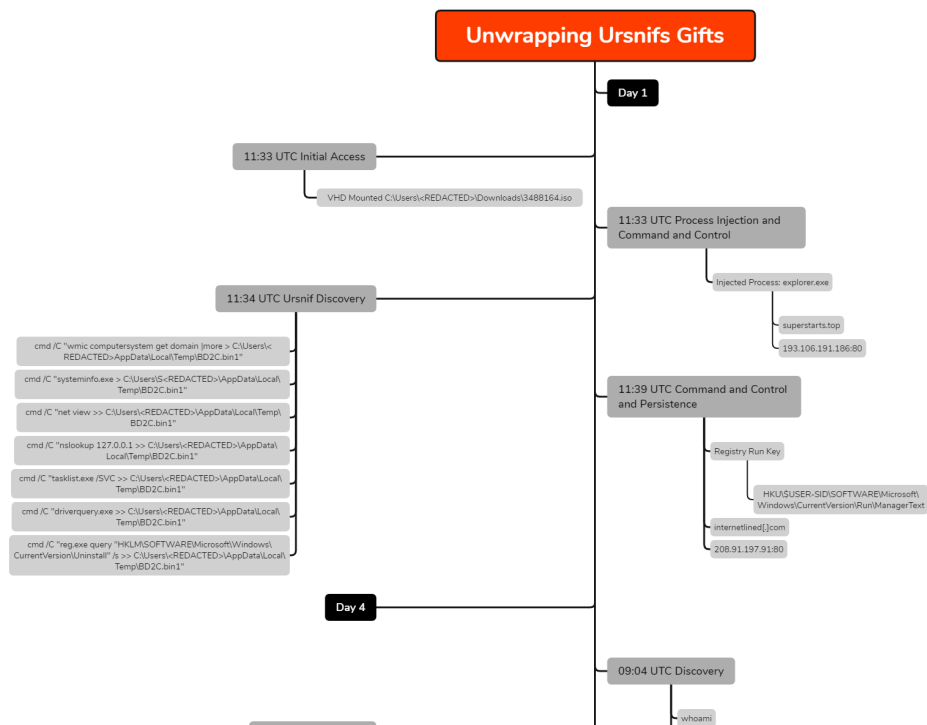 Unwrapping Ursnifs Gifts
Day 1
11:33 UTC Initial Access
VHD Mounted C:\Users\<REDACTED>\Downloads\3488164.iso
11:33 UTC Process Injection and
Command and Control
Injected Process: explorer.exe
superstarts.top
193.106.191.186:80
11:34 UTC Ursnif Discovery
cmd /C "wmic computersystem get domain |more > C:\Users\<
REDACTED>AppData\Local\Temp\BD2C.bin1"
cmd /C "systeminfo.exe > C:\Users\S<REDACTED>\AppData\Local\
Temp\BD2C.bin1"
cmd /C "net view >> C:\Users\<REDACTED>\AppData\Local\Temp\
BD2C.bin1"
cmd /C "nslookup 127.0.0.1 >> C:\Users\<REDACTED>\AppData\
Local\Temp\BD2C.bin1"
cmd /C "tasklist.exe /SVC >> C:\Users\<REDACTED>\AppData\Local\
Temp\BD2C.bin1"
cmd /C "driverquery.exe >> C:\Users\<REDACTED>\AppData\Local\
Temp\BD2C.bin1"
cmd /C "reg.exe query "HKLM\SOFTWARE\Microsoft\Windows\
CurrentVersion\Uninstall" /s >> C:\Users\<REDACTED>\AppData\Local\
Temp\BD2C.bin1"
11:39 UTC Command and Control
and Persistence
Registry Run Key
HKU\$USER-SID\SOFTWARE\Microsoft\
Windows\CurrentVersion\Run\ManagerText
internetlined[.]com
208.91.197.91:80
Day 4
09:04 UTC Discovery
whoami